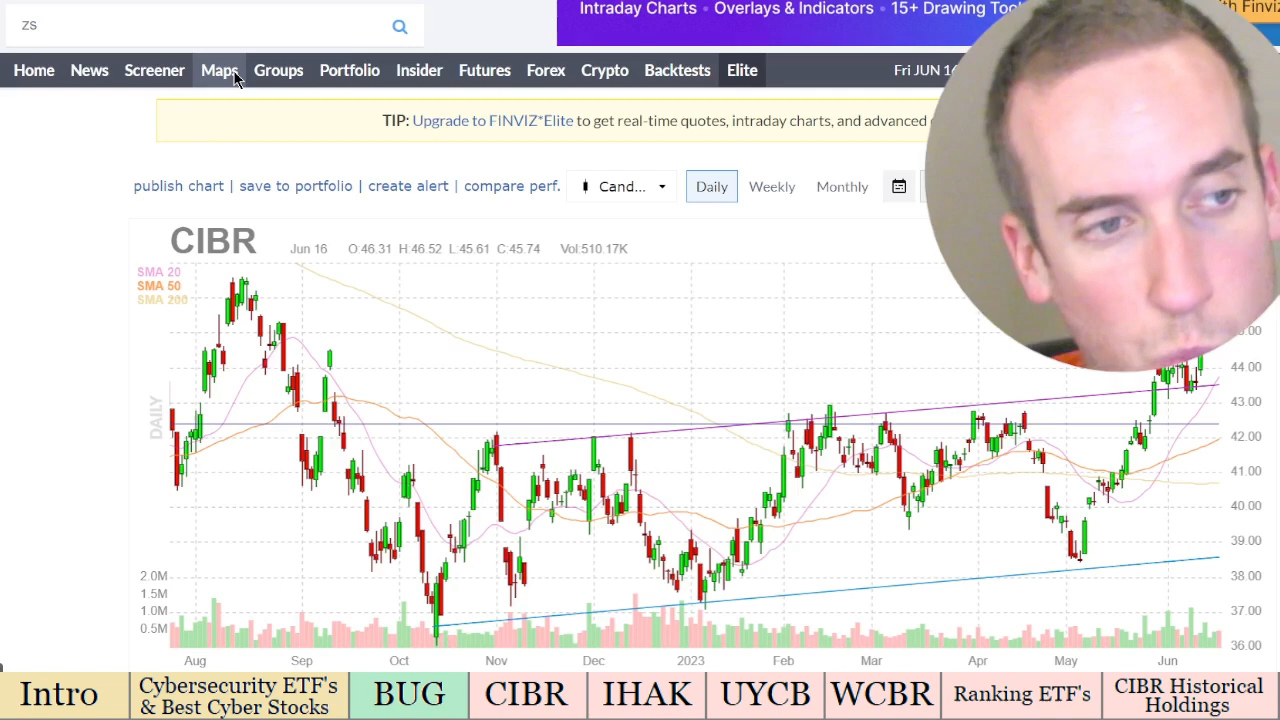 zs
Intraday Charts • Overlays & Indicators • 15+ Drawing
Finviz
Home News Screener Maps Groups Portfolio Insider Futures Forex Crypto Backtests Elite Fri JUN
TIP: Upgrade to FINVIZ*Elite to get real-time quotes, intraday charts, and advanced
publish chart | save to portfolio | create alert | compare perf. Cand... Daily Weekly Monthly
CIBR Jun 16 O:46.31 H:46.52 L:45.61 C:45.74 Vol:510.17K
SMA 20
SMA 50
SMA 200
DAILY
44.00
43.00
42.00
41.00
40.00
39.00
38.00
37.00
36.00
2.0M
1.5M
1.0M
0.5M
Aug Sep Oct Nov Dec 2023 Feb Mar Apr May Jun
Intro
Cybersecurity ETF's
& Best Cyber Stocks
BUG
CIBR
IHAK
UYCB
WCBR
Ranking ETF's
CIBR Historical
Holdings